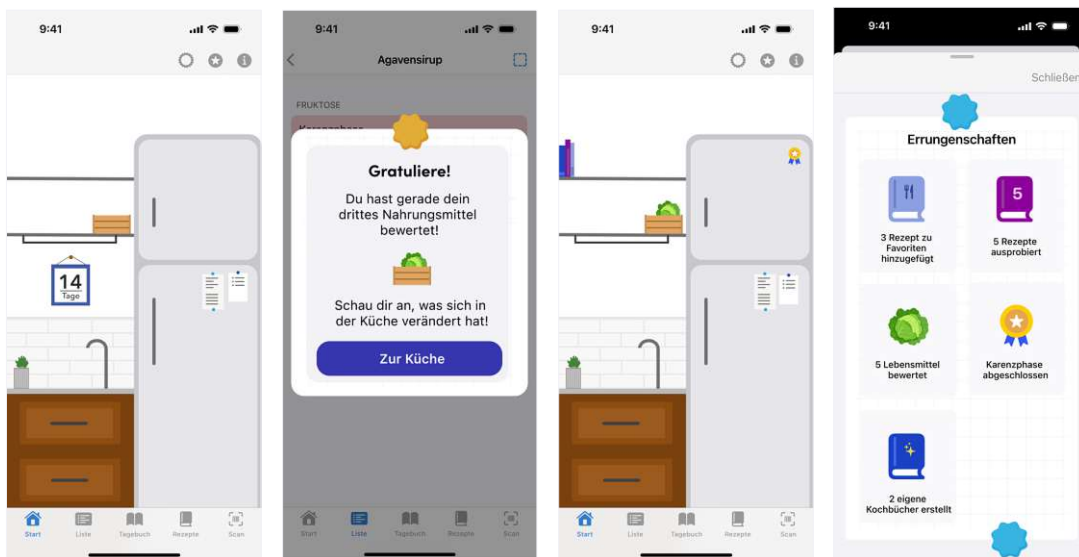 9:41
14
Tage
Start
Liste
Tagebuch
Rezepte
Scan
9:41
Agavensirup
FRUKTOSE
Karenzphase
Gratuliere!
Du hast gerade dein
drittes Nahrungsmittel
bewertet!
Schau dir an, was sich in
der Küche verändert hat!
Zur Küche
Start
Liste
Tagebuch
Rezepte
Scan
9:41
Start
Liste
Tagebuch
Rezepte
Scan
9:41
Schließen
Errungenschaften
3 Rezept zu
Favoriten
hinzugefügt
5
5 Rezepte
ausprobiert
5 Lebensmittel
bewertet
Karenzphase
abgeschlossen
2 eigene
Kochbücher erstellt